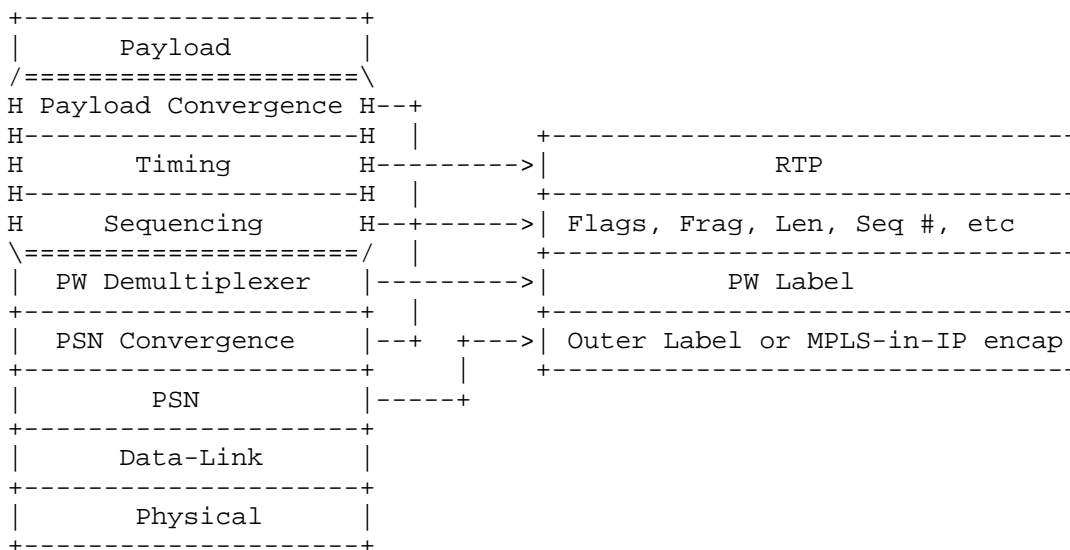 Payload
Payload Convergence
Timing RTP
Sequencing Flags, Frag, Len, Seq #, etc
PW Demultiplexer PW Label
PSN Convergence Outer Label or MPLS-in-IP encap
PSN
Data-Link
Physical